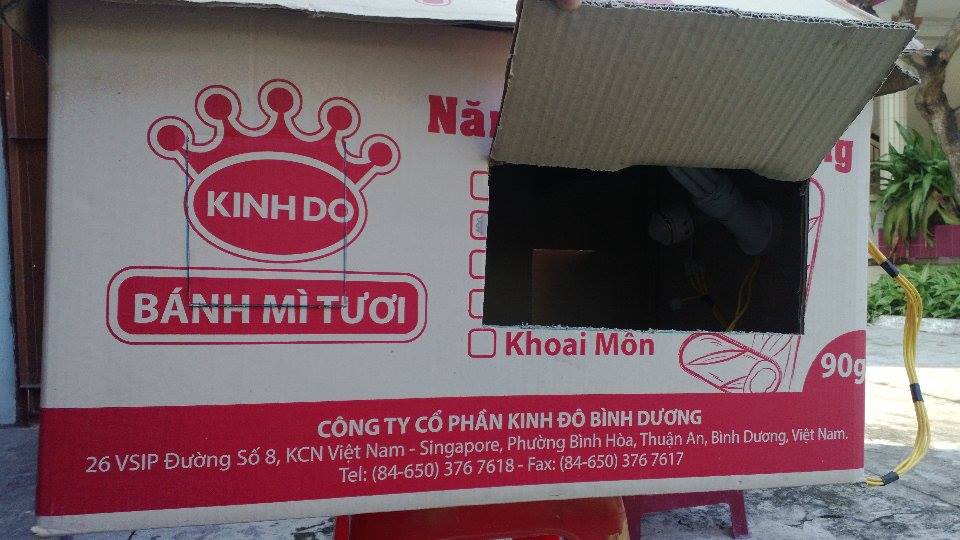 KINH DO
BÁNH MÌ TƯƠI
Khoai Môn
90g
CÔNG TY CỔ PHẦN KINH ĐÔ BÌNH DƯƠNG
26 VSIP Đường Số 8, KCN Việt Nam - Singapore, Phường Bình Hòa, Thuận An, Bình Dương, Việt Nam.
Tel: (84-650) 376 7618 - Fax: (84-650) 376 7617